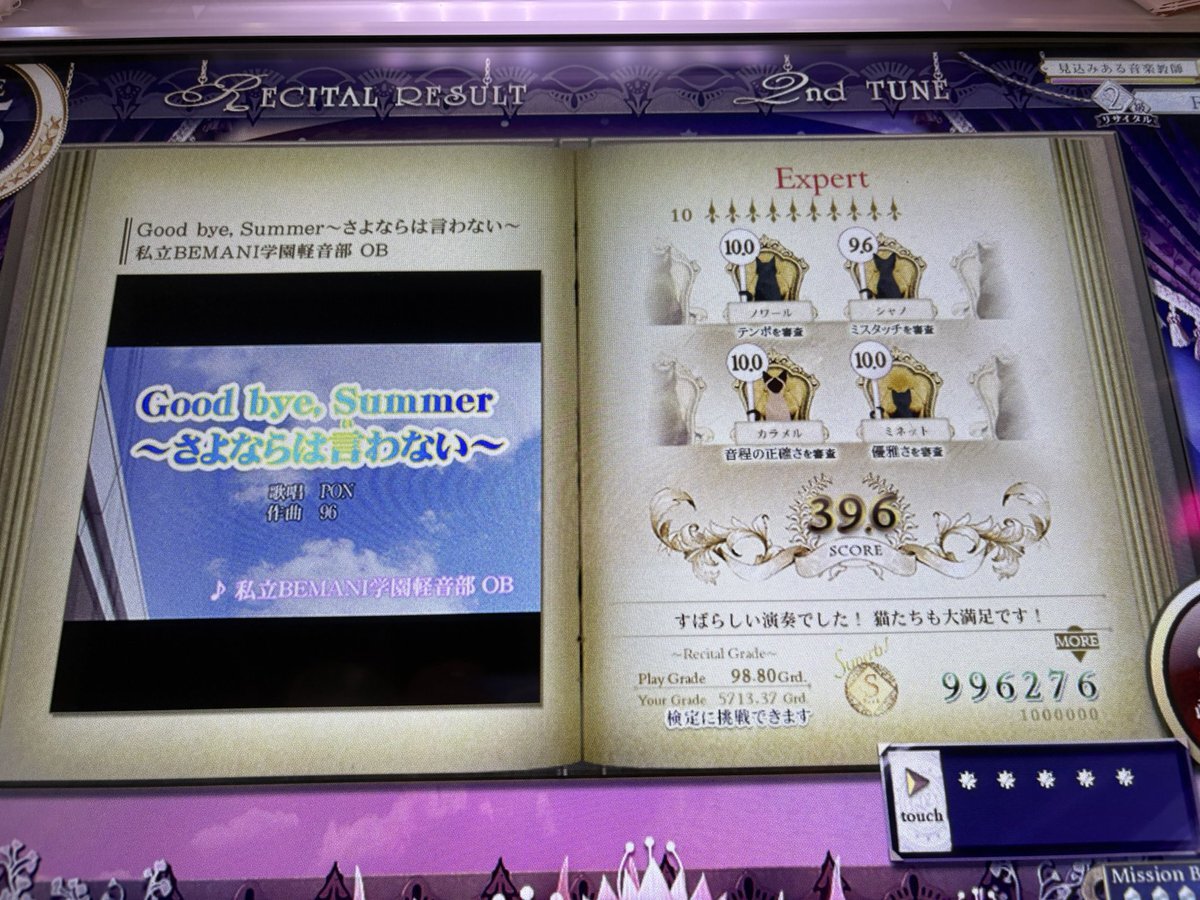 RECITAL RESULT
2nd TUNE
見込みある音楽教師
2級
リサイタル
Good bye, Summer～さよならは言わない～
私立BEMANI学園軽音部 OB
Good bye, Summer
～さよならは言わない～
い
歌唱 PON
作曲 96
♪ 私立BEMANI学園軽音部 OB
Expert
10
10.0
9.6
ノワール
シャノ
テンポを審査
ミスタッチを審査
10.0
10.0
カラメル
ミネット
音程の正確さを審査
優雅さを審査
39.6
SCORE
すばらしい演奏でした！ 猫たちも大満足です！
MORE
～Recital Grade～
Play Grade 98.80Grd.
Your Grade 5713.37 Grd.
検定に挑戦できます
Superb!
S
996276
1000000
touch
Mission B